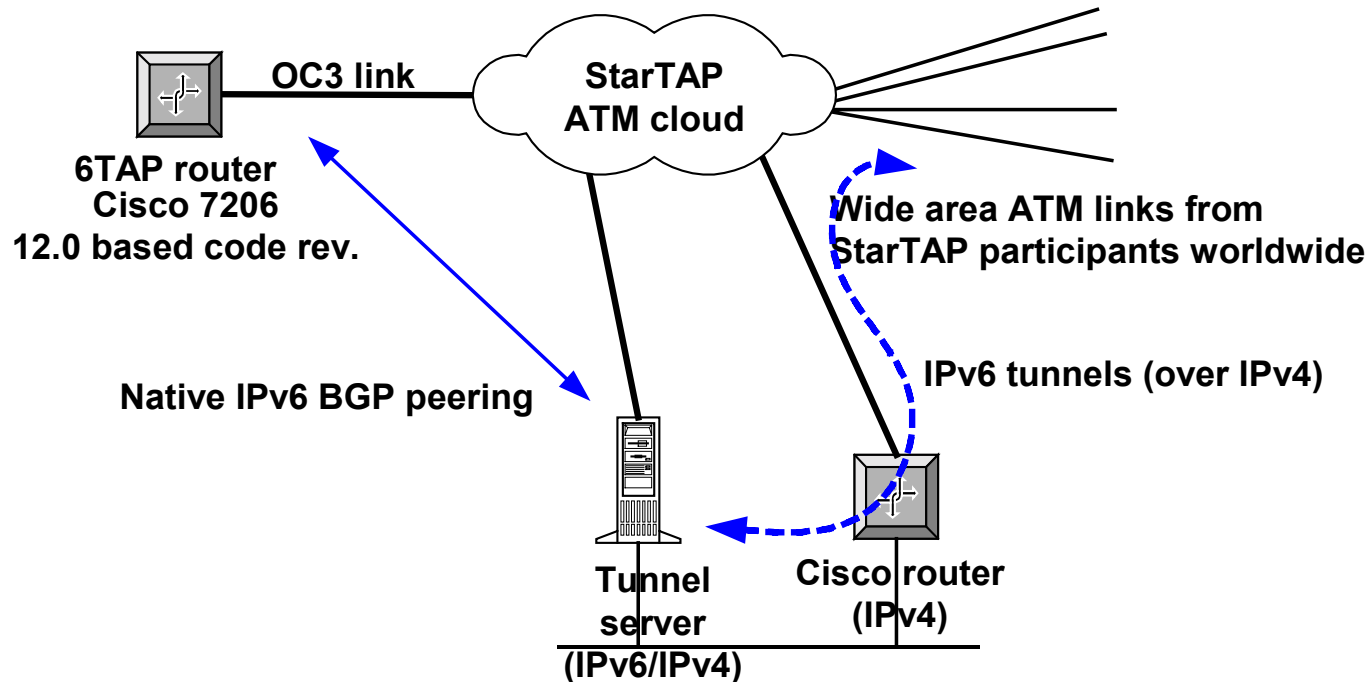 OC3 link
StarTAP
ATM cloud
6TAP router
Cisco 7206
12.0 based code rev.
Wide area ATM links from
StarTAP participants worldwide
IPv6 tunnels (over IPv4)
Native IPv6 BGP peering
Tunnel
server
(IPv6/IPv4)
Cisco router
(IPv4)